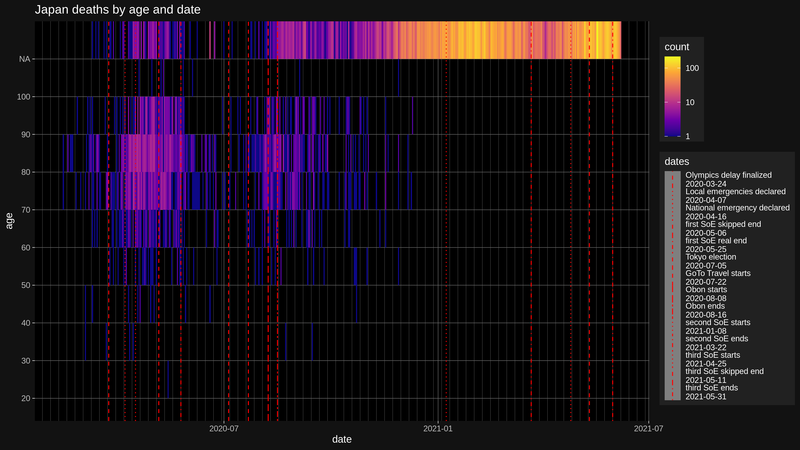 Japan deaths by age and date
NA
100
90
80
70
60
50
40
30
20
age
2020-07
2021-01
2021-07
date
count
100
10
1
dates
Olympics delay finalized
2020-03-24
Local emergencies declared
2020-04-07
National emergency declared
2020-04-16
first SoE skipped end
2020-05-06
first SoE real end
2020-05-25
Tokyo election
2020-07-05
GoTo Travel starts
2020-07-22
Obon starts
2020-08-08
Obon ends
2020-08-16
second SoE starts
2021-01-08
second SoE ends
2021-03-22
third SoE starts
2021-04-25
third SoE skipped end
2021-05-11
third SoE ends
2021-05-31